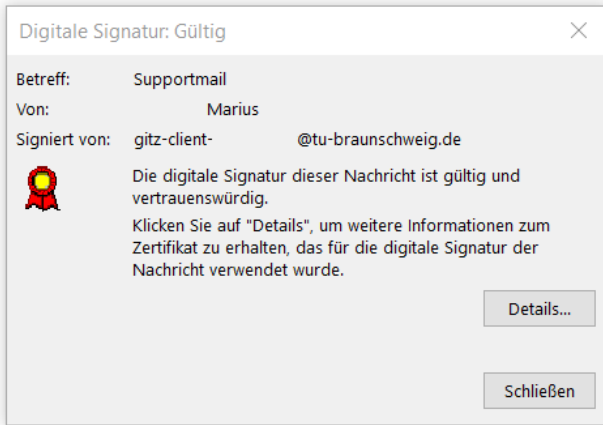 Digitale Signatur: Gültig
Betreff: Supportmail
Von: Marius
Signiert von: gitz-client- @tu-braunschweig.de
Die digitale Signatur dieser Nachricht ist gültig und
vertrauenswürdig.
Klicken Sie auf "Details", um weitere Informationen zum
Zertifikat zu erhalten, das für die digitale Signatur der
Nachricht verwendet wurde.
Details...
Schließen